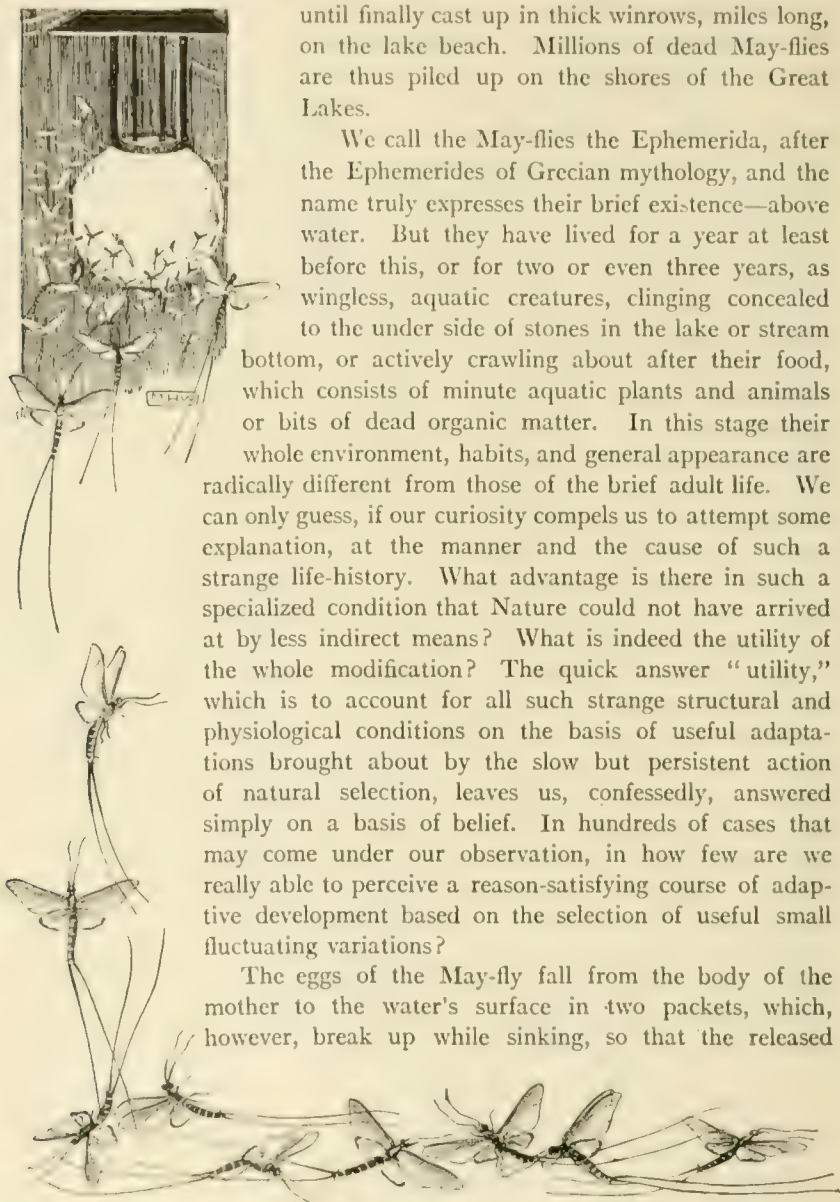 until finally cast up in thick winrows, miles long,
on the lake beach. Millions of dead May-flies
are thus piled up on the shores of the Great
Lakes.
We call the May-flies the Ephemerida, after
the Ephemerides of Grecian mythology, and the
name truly expresses their brief existence—above
water. But they have lived for a year at least
before this, or for two or even three years, as
wingless, aquatic creatures, clinging concealed
to the under side of stones in the lake or stream
bottom, or actively crawling about after their food,
which consists of minute aquatic plants and animals
or bits of dead organic matter. In this stage their
whole environment, habits, and general appearance are
radically different from those of the brief adult life. We
can only guess, if our curiosity compels us to attempt some
explanation, at the manner and the cause of such a
strange life-history. What advantage is there in such a
specialized condition that Nature could not have arrived
at by less indirect means? What is indeed the utility of
the whole modification? The quick answer "utility,"
which is to account for all such strange structural and
physiological conditions on the basis of useful adapta-
tions brought about by the slow but persistent action
of natural selection, leaves us, confessedly, answered
simply on a basis of belief. In hundreds of cases that
may come under our observation, in how few are we
really able to perceive a reason-satisfying course of adap-
tive development based on the selection of useful small
fluctuating variations?
The eggs of the May-fly fall from the body of the
mother to the water's surface in two packets, which,
however, break up while sinking, so that the released